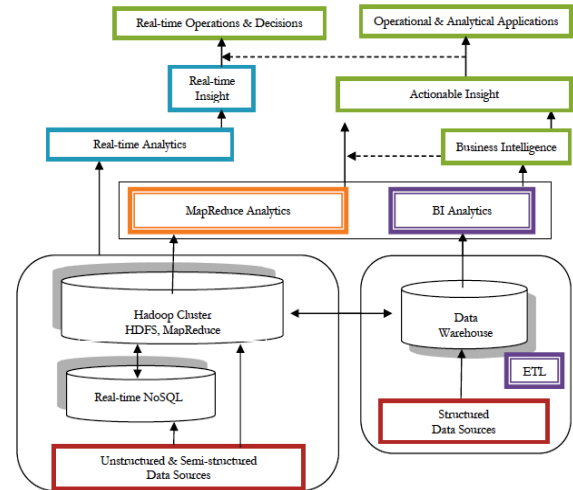 Real-time Operations & Decisions
Operational & Analytical Applications
Real-time
Insight
Actionable Insight
Real-time Analytics
Business Intelligence
MapReduce Analytics
BI Analytics
Hadoop Cluster
HDFS, MapReduce
Data
Warehouse
ETL
Real-time NoSQL
Structured
Data Sources
Unstructured & Semi-structured
Data Sources